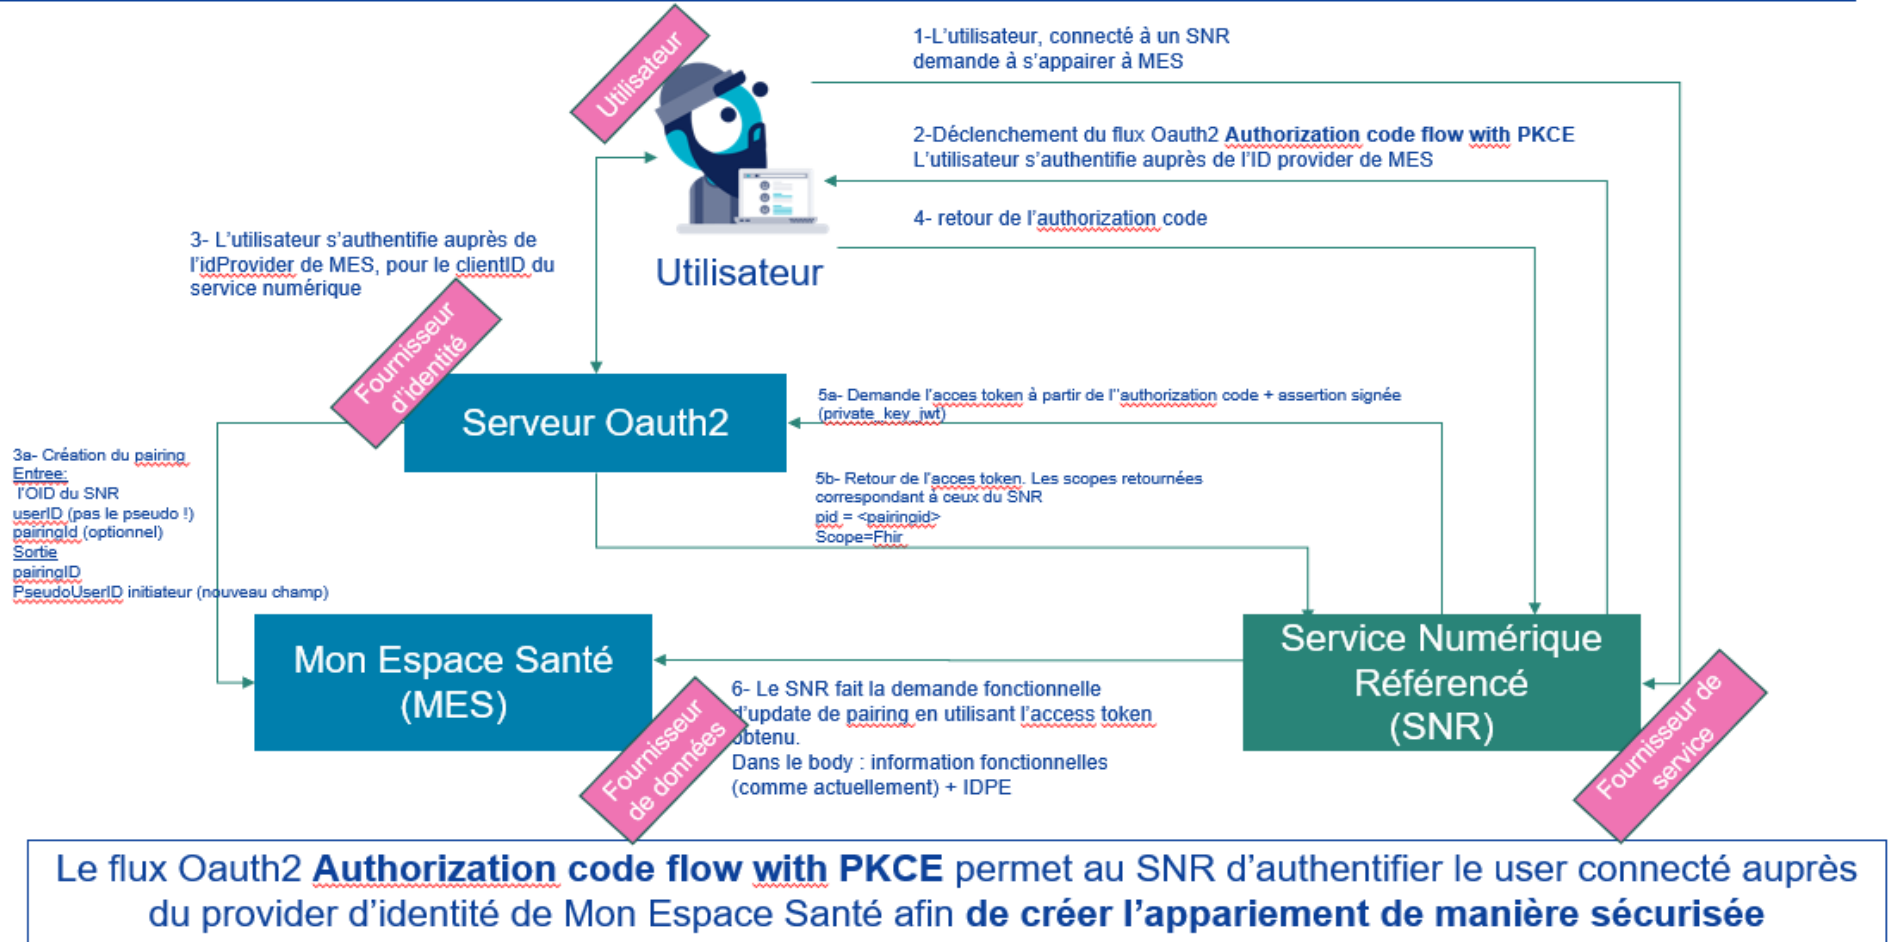 Utilisateur
1-L'utilisateur, connecté à un SNR
demande à s'appairer à MES
2-Déclenchement du flux Oauth2 Authorization code flow with PKCE
L'utilisateur s'authentifie auprès de l'ID provider de MES
4- retour de l'authorization code
3- L'utilisateur s'authentifie auprès de
l'idProvider de MES, pour le clientID du
service numérique
Utilisateur
Fournisseur
d'identité
Serveur Oauth2
5a- Demande l'acces token à partir de l''authorization code + assertion signée
(private_key_jwt)
3a- Création du pairing
Entree:
l'OID du SNR
userID (pas le pseudo !)
pairingId (optionnel)
Sortie
pairingID
PseudoUserID initiateur (nouveau champ)
5b- Retour de l'acces token. Les scopes retournées
correspondant à ceux du SNR
pid = <pairingid>
Scope=Fhir
Mon Espace Santé
(MES)
Service Numérique
Référencé
(SNR)
Fournisseur
de données
6- Le SNR fait la demande fonctionnelle
d'update de pairing en utilisant l'access token
obtenu.
Dans le body : information fonctionnelles
(comme actuellement) + IDPE
Fournisseur de
service
Le flux Oauth2 Authorization code flow with PKCE permet au SNR d'authentifier le user connecté auprès
du provider d'identité de Mon Espace Santé afin de créer l'appariement de manière sécurisée